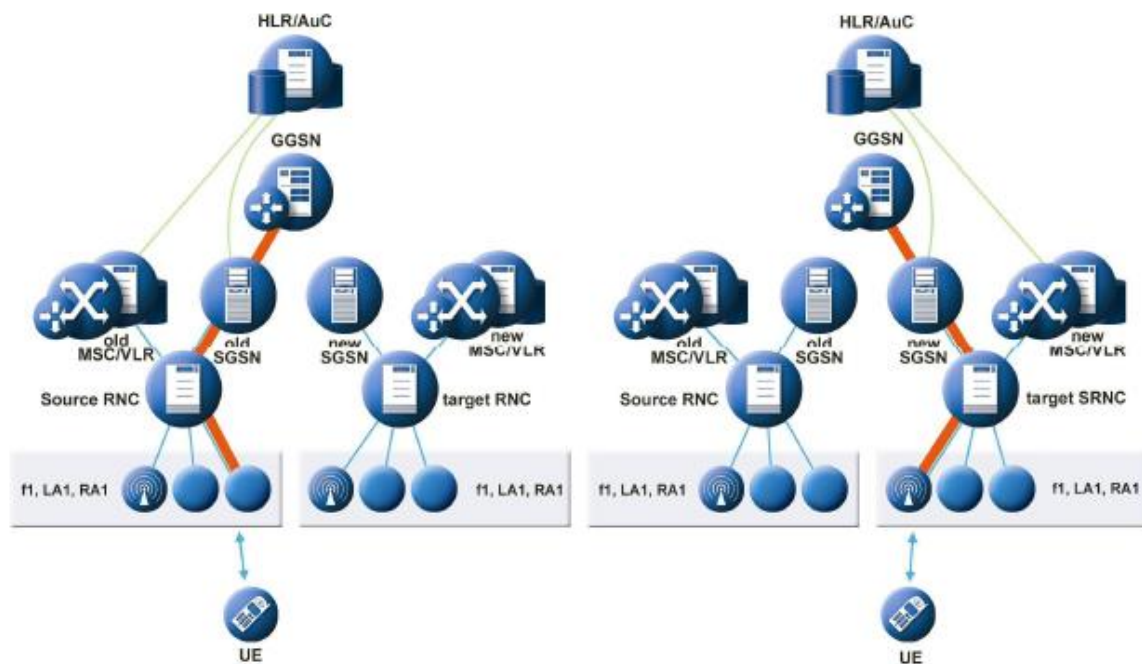 HLR/AuC
GGSN
old
MSC/VLR
old
SGSN
new
SGSN
new
MSC/VLR
Source RNC
target RNC
f1, LA1, RA1
f1, LA1, RA1
UE
HLR/AuC
GGSN
old
MSC/VLR
old
SGSN
new
SGSN
new
MSC/VLR
Source RNC
target SRNC
f1, LA1, RA1
f1, LA1, RA1
UE